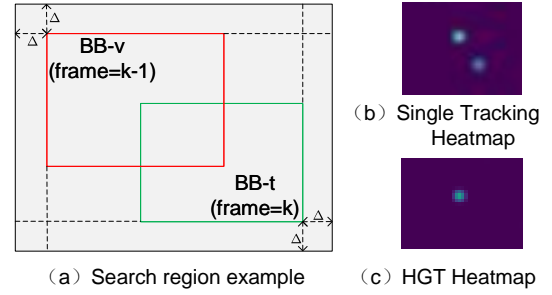 Δ
Δ
BB-v
(frame=k-1)
BB-t
(frame=k)
Δ
Δ
(a) Search region example
(b) Single Tracking
Heatmap
(c) HGT Heatmap